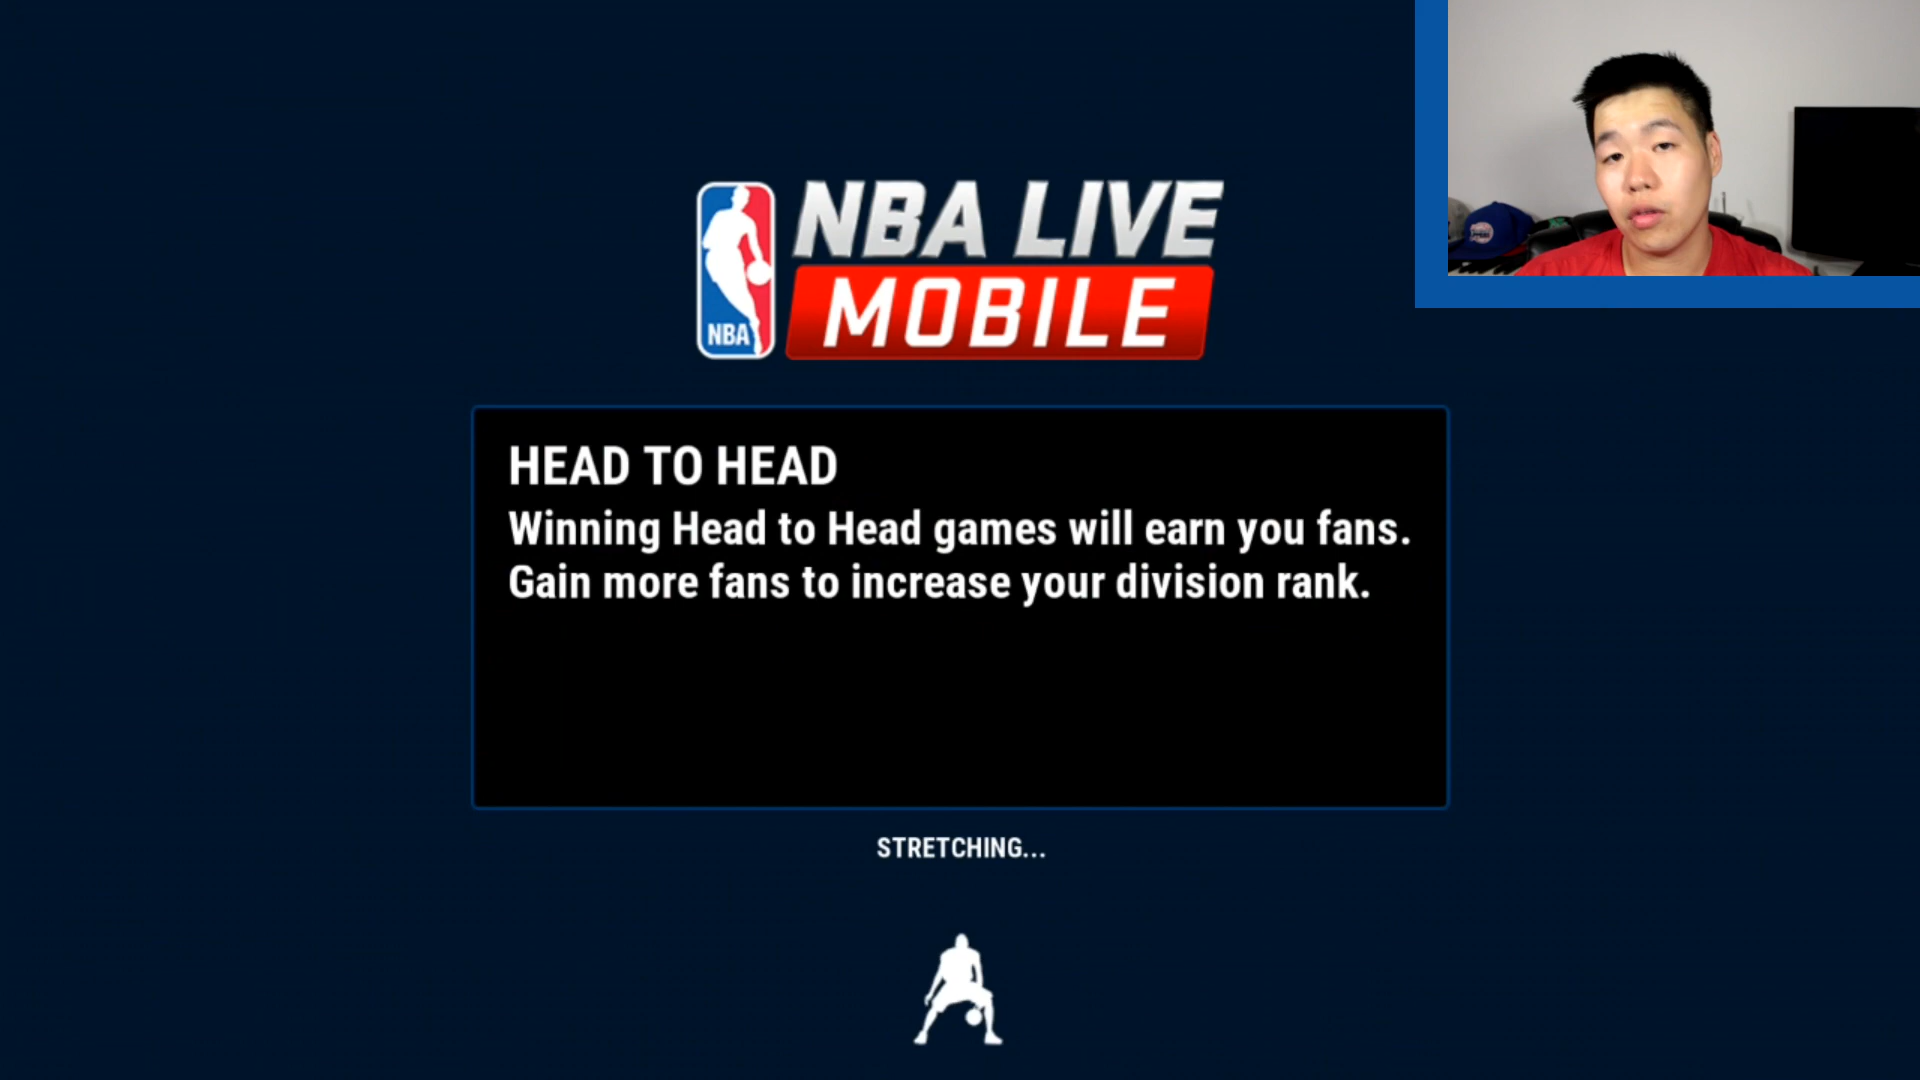 NBA LIVE
MOBILE
NBA
HEAD TO HEAD
Winning Head to Head games will earn you fans.
Gain more fans to increase your division rank.
STRETCHING...